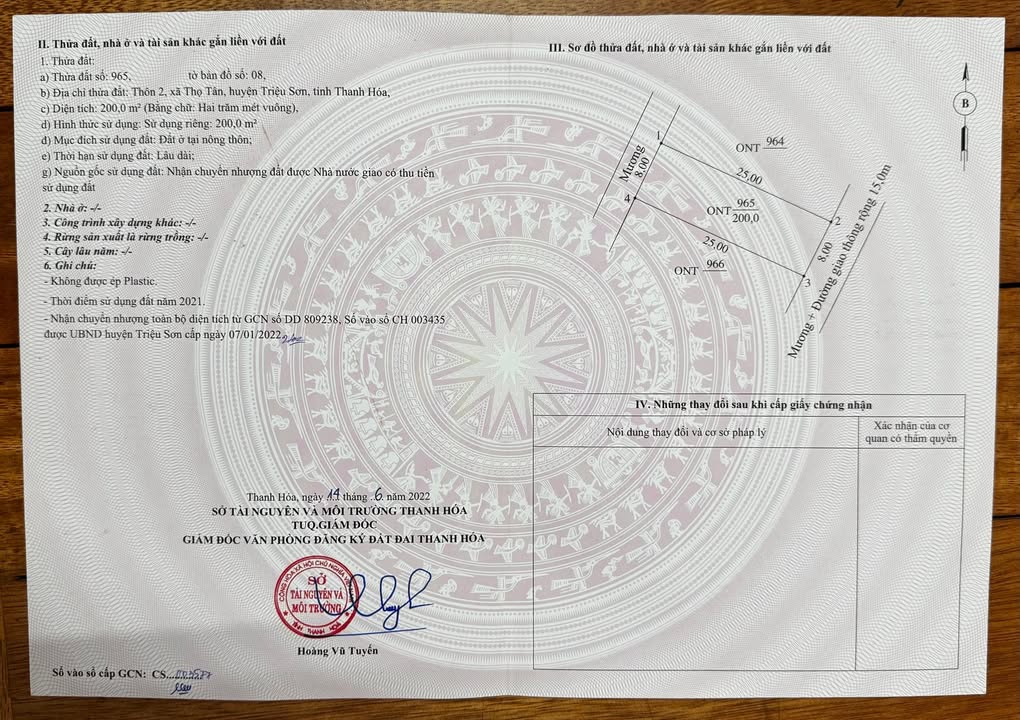 II. Thửa đất, nhà ở và tài sản khác gắn liền với đất
1. Thửa đất:
a) Thửa đất số: 965, tờ bản đồ số: 08,
b) Địa chỉ thửa đất: Thôn 2, xã Thọ Tân, huyện Triệu Sơn, tỉnh Thanh Hóa,
c) Diện tích: 200,0 m² (Bằng chữ: Hai trăm mét vuông),
d) Hình thức sử dụng: Sử dụng riêng: 200,0 m²
đ) Mục đích sử dụng đất: Đất ở tại nông thôn;
e) Thời hạn sử dụng đất: Lâu dài;
g) Nguồn gốc sử dụng đất: Nhận chuyển nhượng đất được Nhà nước giao có thu tiền
sử dụng đất
2. Nhà ở: -/-
3. Công trình xây dựng khác: -/-
4. Rừng sản xuất là rừng trồng: -/-
5. Cây lâu năm: -/-
6. Ghi chú:
- Không được ép Plastic.
- Thời điểm sử dụng đất năm 2021.
- Nhận chuyển nhượng toàn bộ diện tích từ GCN số DD 809238, Số vào sổ CH 003435
được UBND huyện Triệu Sơn cấp ngày 07/01/2022
Thanh Hóa, ngày 14 tháng 6 năm 2022
SỞ TÀI NGUYÊN VÀ MÔI TRƯỜNG THANH HÓA
TUQ.GIÁM ĐỐC
GIÁM ĐỐC VĂN PHÒNG ĐĂNG KÝ ĐẤT ĐAI THANH HÓA
CỘNG HÒA XÃ HỘI CHỦ NGHĨA VIỆT NAM
SỞ
TÀI NGUYÊN VÀ
MÔI TRƯỜNG
TỈNH THANH HOÁ
Hoàng Vũ Tuyển
Số vào sổ cấp GCN: CS
III. Sơ đồ thửa đất, nhà ở và tài sản khác gắn liền với đất
B
Mương
8,00
1
ONT 964
25,00
4
ONT 965
200,0
2
25,00
ONT 966
8,00
3
Mương + Đường giao thông rộng 15,0m
IV. Những thay đổi sau khi cấp giấy chứng nhận
Nội dung thay đổi và cơ sở pháp lý
Xác nhận của cơ
quan có thẩm quyền